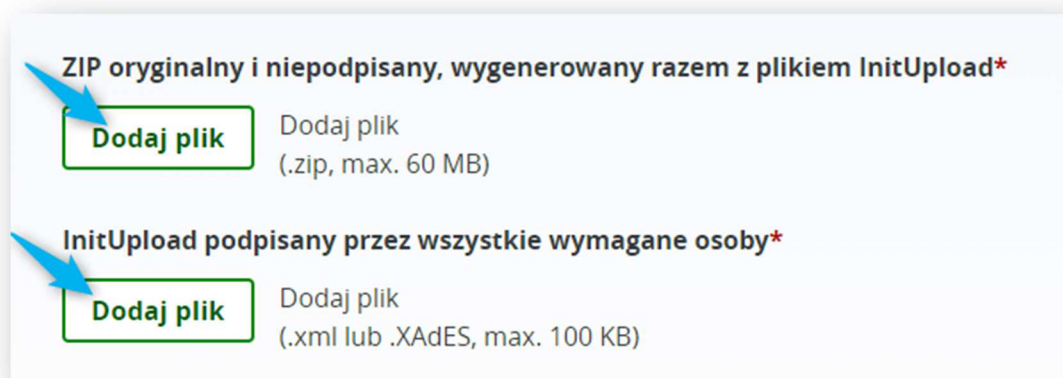 ZIP oryginalny i niepodpisany, wygenerowany razem z plikiem InitUpload*
Dodaj plik
Dodaj plik
(.zip, max. 60 MB)
InitUpload podpisany przez wszystkie wymagane osoby*
Dodaj plik
Dodaj plik
(.xml lub .XAdES, max. 100 KB)